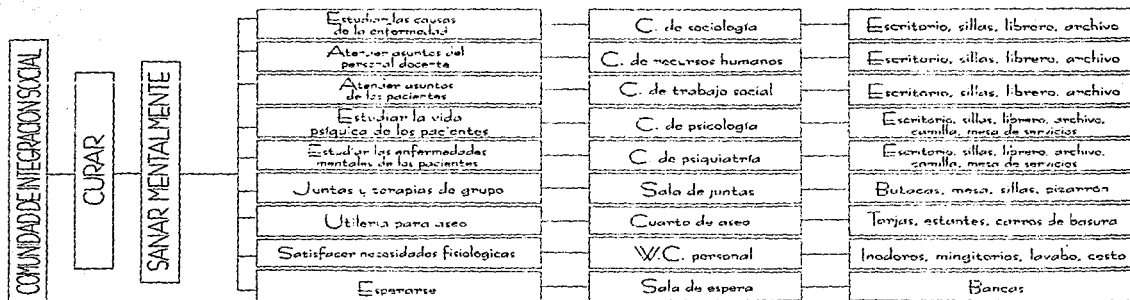 COMUNIDAD DE INTEGRACION SOCIAL
CURAR
SANAR MENTALMENTE
Estudiar las causas
de la enfermedad
C. de sociología
Escritorio, sillas, librero, archivo
Atender asuntos del
personal docente
C. de recursos humanos
Escritorio, sillas, librero, archivo
Atender asuntos
de los pacientes
C. de trabajo social
Escritorio, sillas, librero, archivo
Estudiar la vida
psíquica de los pacientes
C. de psicología
Escritorio, sillas, librero, archivo,
camilla, mesa de servicios
Estudiar las enfermedades
mentales de los pacientes
C. de psiquiatría
Escritorio, sillas, librero, archivo,
camilla, mesa de servicios
Juntas y terapias de grupo
Sala de juntas
Butacas, mesa, sillas, pizarrón
Utileria para aseo
Cuarto de aseo
Tarjas, estantes, carros de basura
Satisfacer necesidades fisiológicas
W.C. personal
Inodoros, mingitorios, lavabo, cesto
Esperarse
Sala de espera
Bancas